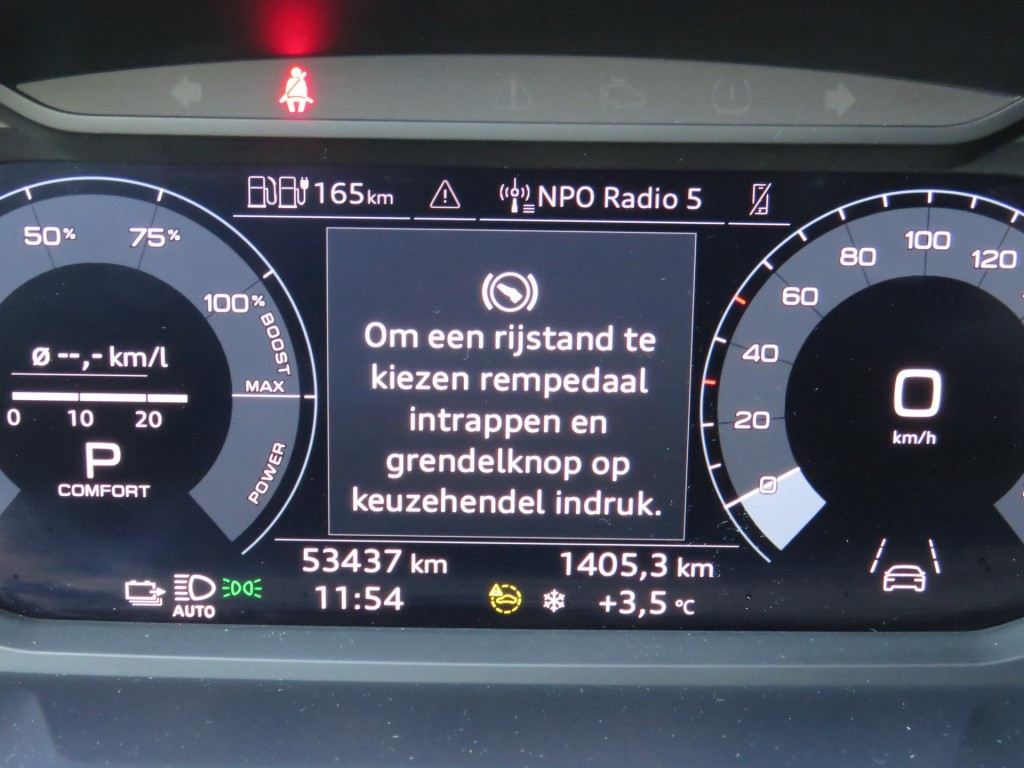 165 km
NPO Radio 5
50%
75%
100%
BOOST
MAX
POWER
ø --,- km/l
0 10 20
P
COMFORT
Om een rijstand te
kiezen rempedaal
intrappen en
grendelknop op
keuzehendel indruk.
0
20
40
60
80
100
120
0
km/h
53437 km
1405,3 km
AUTO
11:54
+3,5 °C